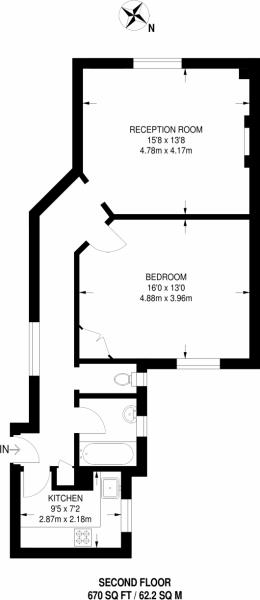 N
RECEPTION ROOM
15'8 x 13'8
4.78m x 4.17m
BEDROOM
16'0 x 13'0
4.88m x 3.96m
IN
KITCHEN
9'5 x 7'2
2.87m x 2.18m
SECOND FLOOR
670 SQ FT / 62.2 SQ M